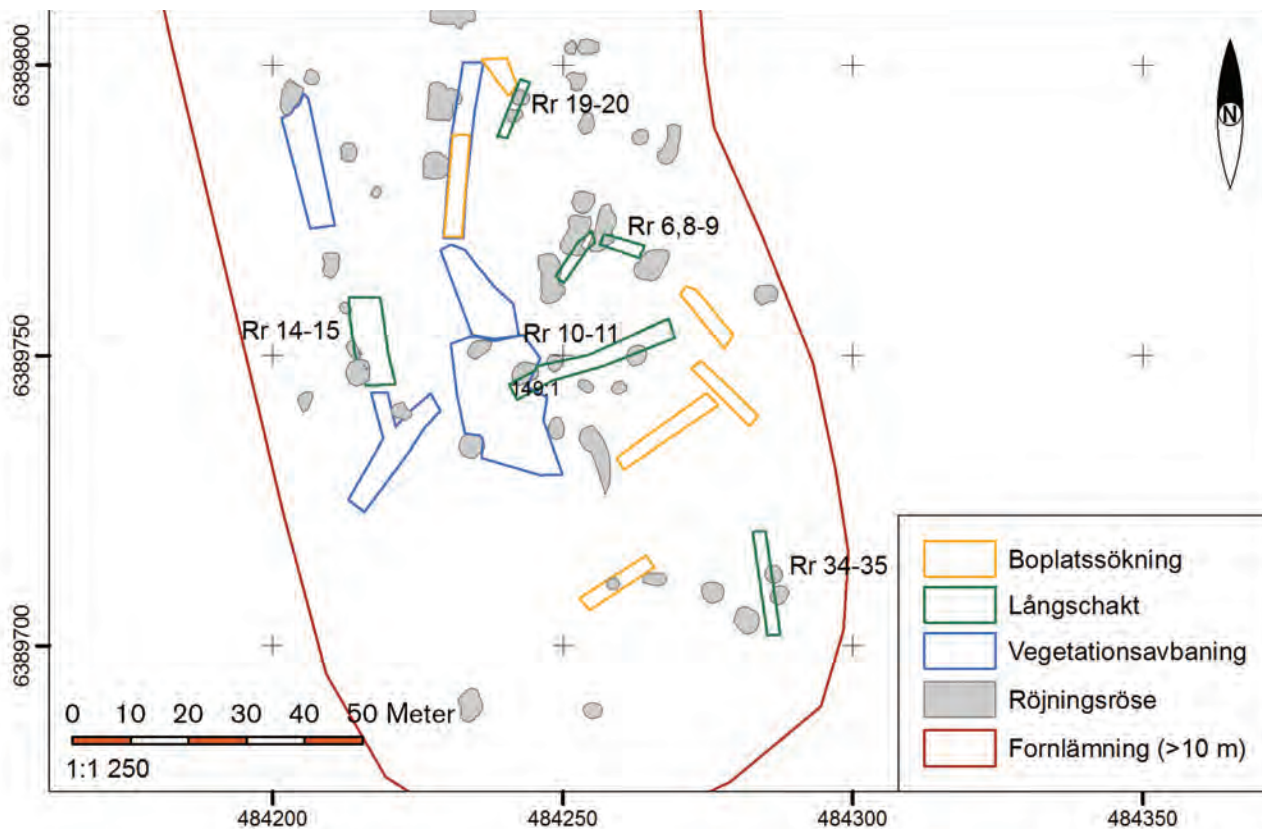 6389800
Rr 19-20
N
Rr 6,8-9
6389750
Rr 14-15
Rr 10-11
149:1
Rr 34-35
6389700
Boplatssökning
Långschakt
Vegetationsavbaning
Röjningsröse
Fornlämning (>10 m)
0 10 20 30 40 50 Meter
1:1 250
484200 484250 484300 484350